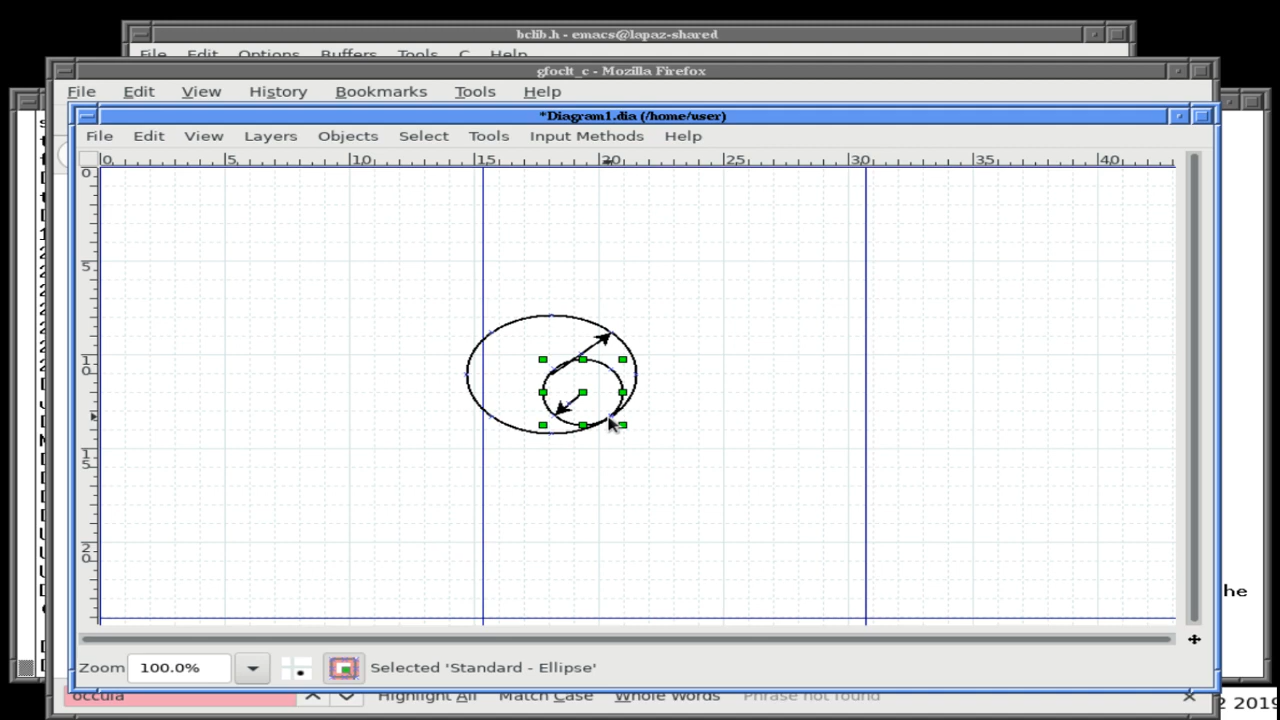 bclib.h - emacs@lapaz-shared
File Edit Options Buffers Tools C Help
gfoclt_c - Mozilla Firefox
File Edit View History Bookmarks Tools Help
*Diagram1.dia (/home/user)
File Edit View Layers Objects Select Tools Input Methods Help
0 5 10 15 20 25 30 35 40
0
5
10
15
20
he
Zoom 100.0% Selected 'Standard - Ellipse'
occula Highlight All Match Case Whole Words Phrase not found
2 2019